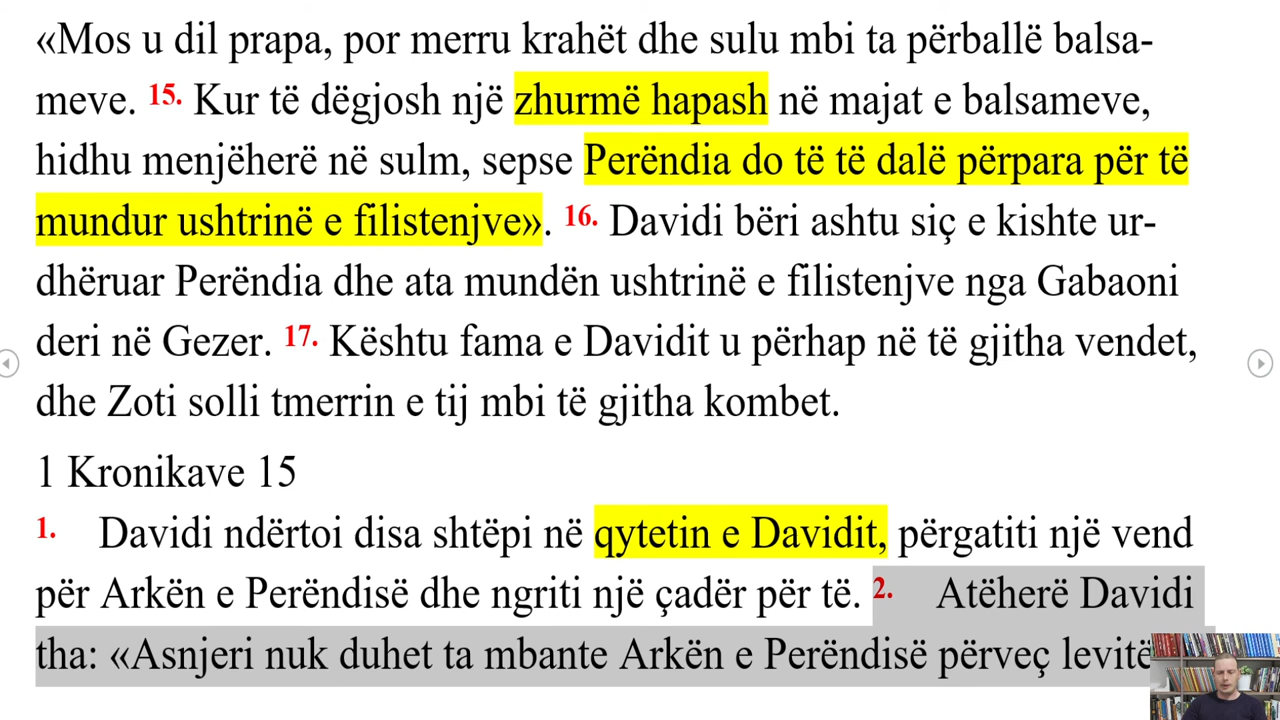 «Mos u dil prapa, por merru krahët dhe sulu mbi ta përballë balsa-
meve. 15. Kur të dëgjosh një zhurmë hapash në majat e balsameve,
hidhu menjëherë në sulm, sepse Perëndia do të të dalë përpara për të
mundur ushtrinë e filistenjve». 16. Davidi bëri ashtu siç e kishte ur-
dhëruar Perëndia dhe ata mundën ushtrinë e filistenjve nga Gabaoni
deri në Gezer. 17. Kështu fama e Davidit u përhap në të gjitha vendet,
dhe Zoti solli tmerrin e tij mbi të gjitha kombet.
1 Kronikave 15
1. Davidi ndërtoi disa shtëpi në qytetin e Davidit, përgatiti një vend
për Arkën e Perëndisë dhe ngriti një çadër për të. 2. Atëherë Davidi
tha: «Asnjeri nuk duhet ta mbante Arkën e Perëndisë përveç levitë